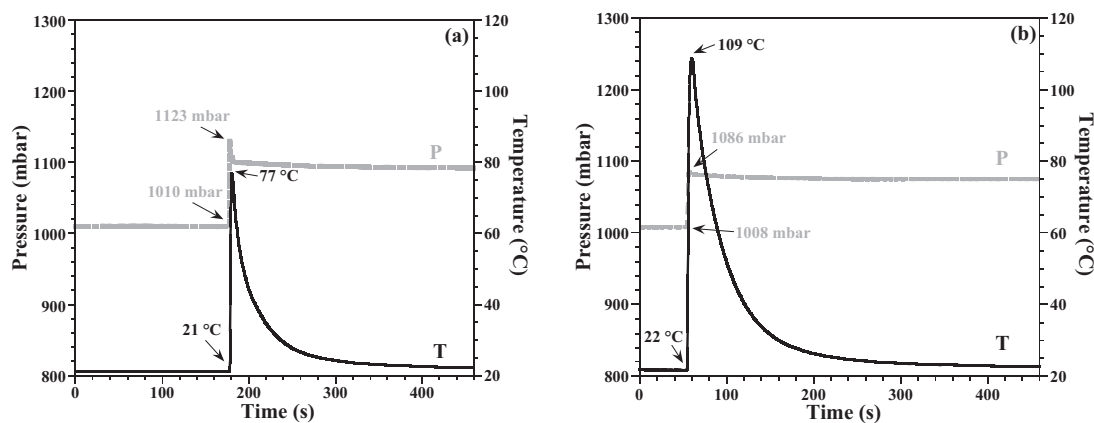 1300
1200
1100
1000
900
800
Pressure (mbar)
120
100
80
60
40
20
Temperature (°C)
(a)
1123 mbar
P
77 °C
1010 mbar
21 °C
T
0
100
200
300
400
Time (s)
1300
1200
1100
1000
900
800
Pressure (mbar)
120
100
80
60
40
20
Temperature (°C)
(b)
109 °C
1086 mbar
P
1008 mbar
22 °C
T
0
100
200
300
400
Time (s)